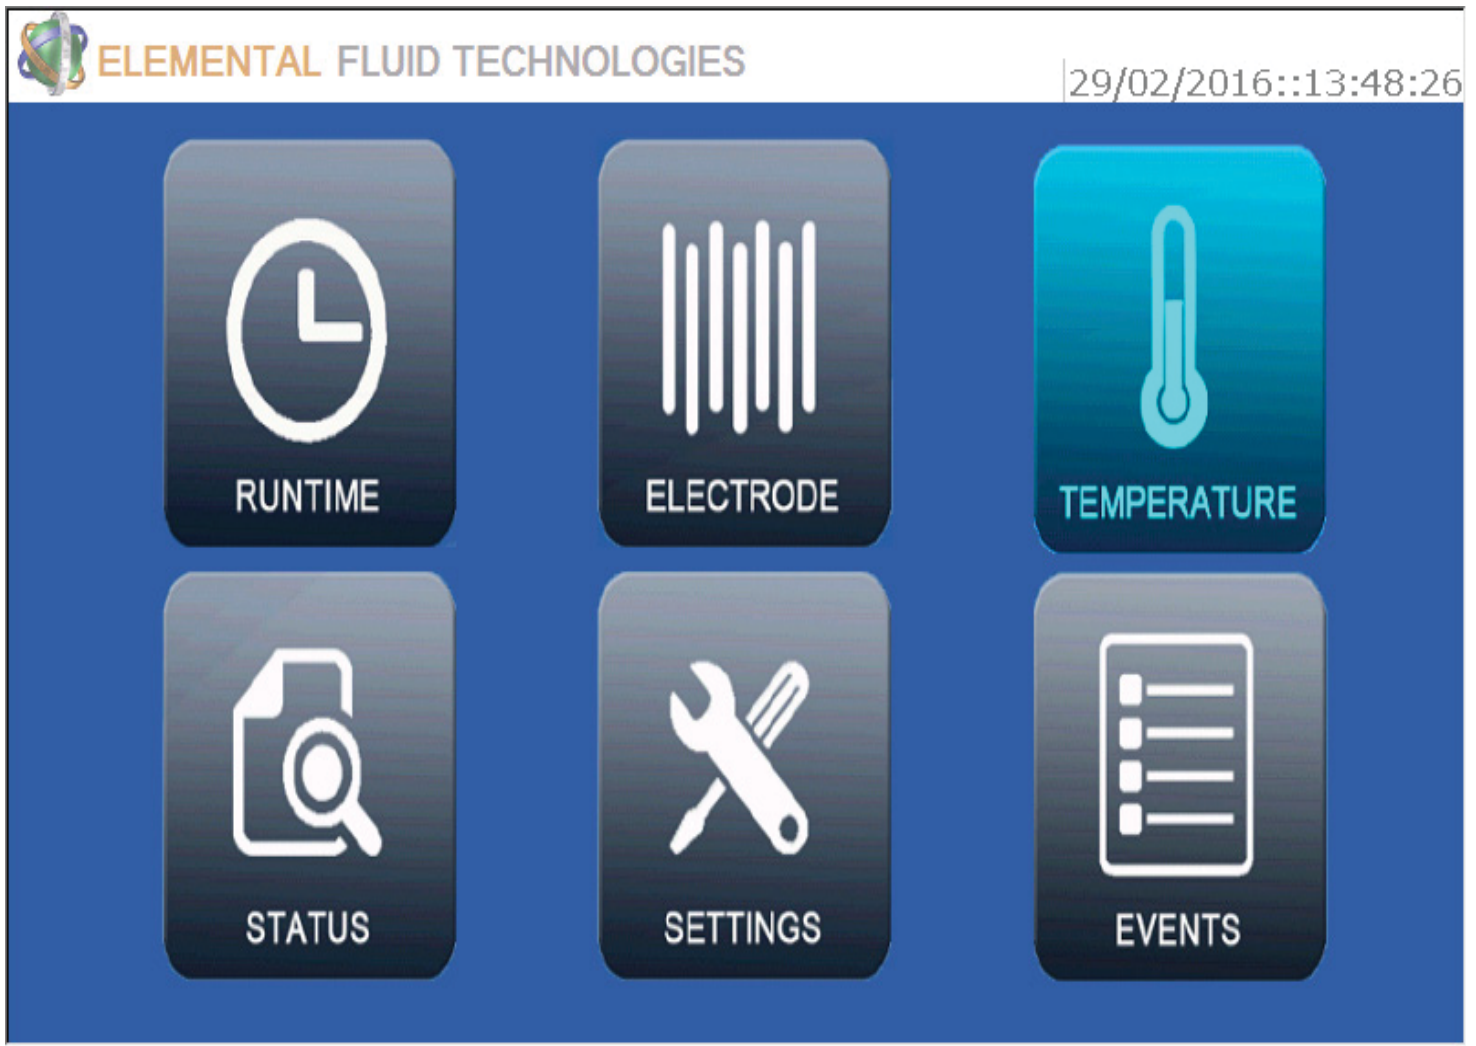 ELEMENTAL FLUID TECHNOLOGIES
29/02/2016::13:48:26
RUNTIME
ELECTRODE
TEMPERATURE
STATUS
SETTINGS
EVENTS